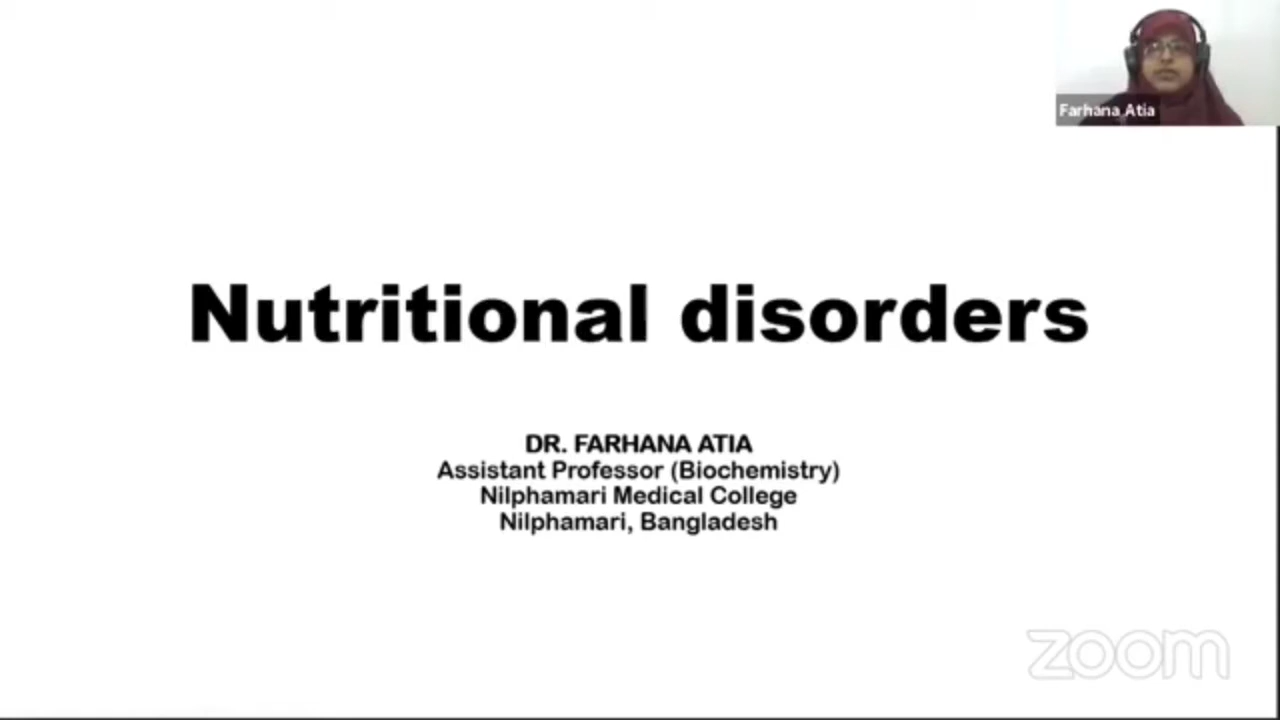 Farhana Atia
Nutritional disorders
DR. FARHANA ATIA
Assistant Professor (Biochemistry)
Nilphamari Medical College
Nilphamari, Bangladesh
zoom